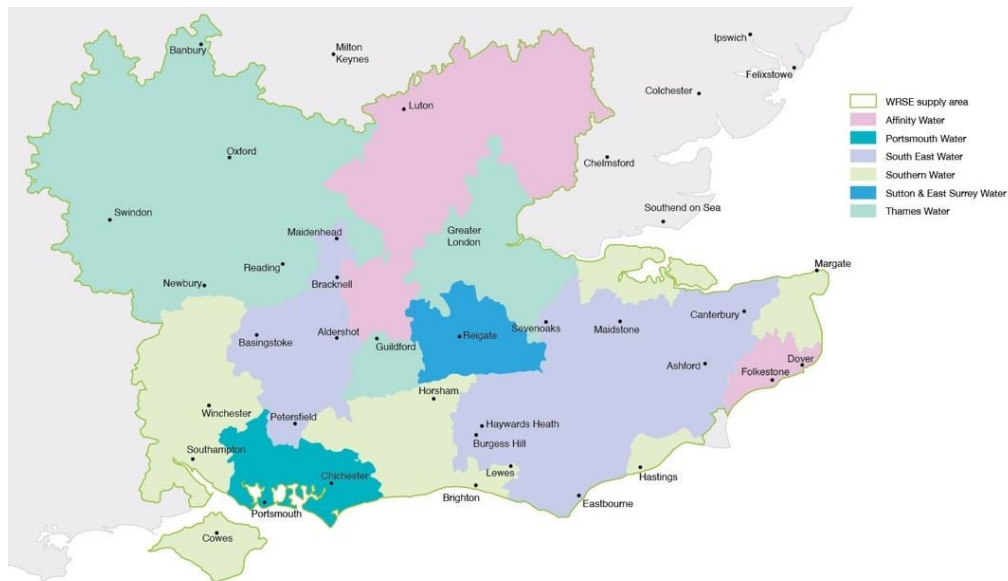 Ipswich
Banbury
Milton
Keynes
Felixstowe
Colchester
Luton
WRSE supply area
Affinity Water
Portsmouth Water
South East Water
Southern Water
Sutton & East Surrey Water
Thames Water
Oxford
Chelmsford
Southend on Sea
Swindon
Maidenhead
Greater
London
Reading
Margate
Newbury
Bracknell
Canterbury
Aldershot
Sevenoaks
Maidstone
Basingstoke
Reigate
Guildford
Dover
Ashford
Folkestone
Horsham
Winchester
Petersfield
Haywards Heath
Burgess Hill
Southampton
Lewes
Chichester
Hastings
Brighton
Eastbourne
Portsmouth
Cowes